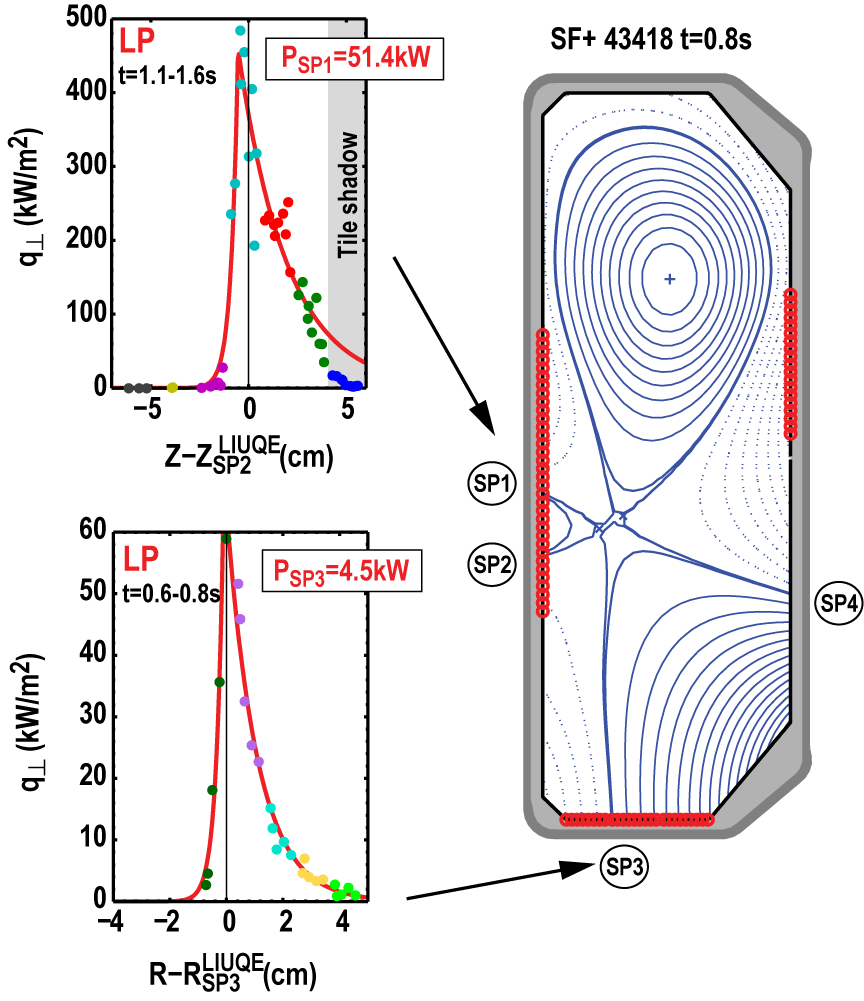 SF+ 43418 t=0.8s
500
400
300
200
100
0
q⊥ (kW/m²)
LP
t=1.1-1.6s
P_SP1=51.4kW
Tile shadow
−5
0
5
Z−Z_SP2^LIUQE(cm)
60
50
40
30
20
10
0
q⊥ (kW/m²)
LP
t=0.6-0.8s
P_SP3=4.5kW
−4
−2
0
2
4
R−R_SP3^LIUQE(cm)
SP1
SP2
SP4
SP3